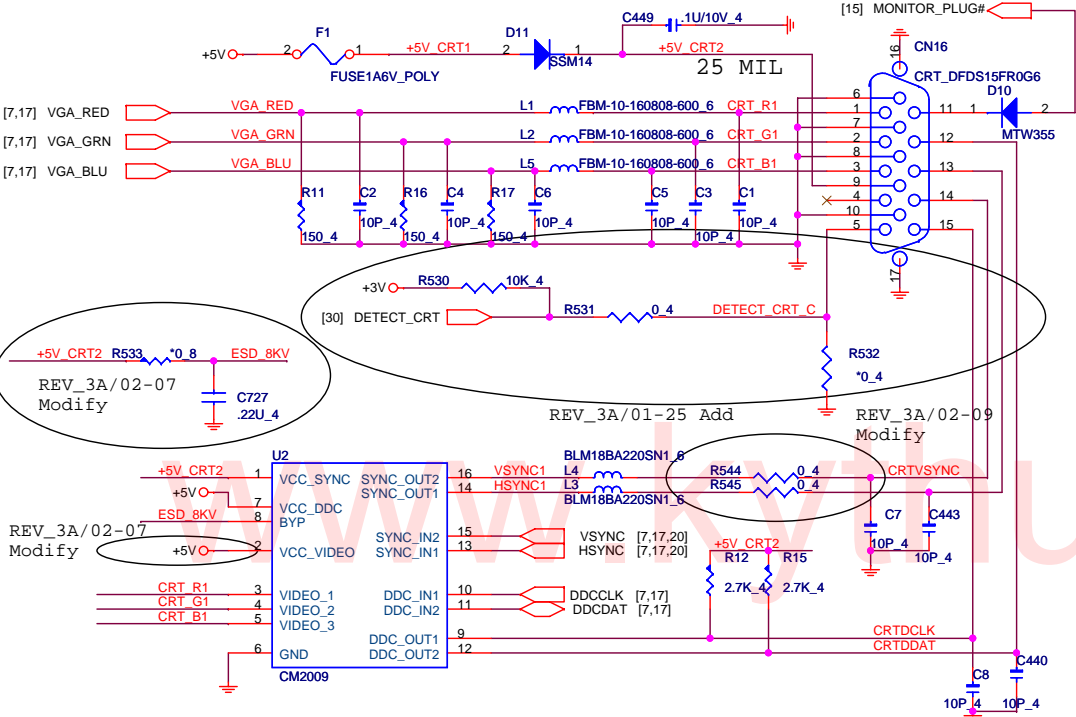 [15] MONITOR_PLUG#
C449 .1U/10V_4
F1 D11 CN16
+5V 2 1 +5V_CRT1 2 1 +5V_CRT2 16
SSM14
25 MIL
FUSE1A6V_POLY
CRT_DFDS15FR0G6
D10
[7,17] VGA_RED VGA_RED L1 FBM-10-160808-600_6 CRT_R1 6 1 11 1 2
MTW355
[7,17] VGA_GRN VGA_GRN L2 FBM-10-160808-600_6 CRT_G1 7 2 12
[7,17] VGA_BLU VGA_BLU L5 FBM-10-160808-600_6 CRT_B1 8 3 13
R11 C2 R16 C4 R17 C6 C5 C3 C1 9 4 14
10P_4 10P_4 10P_4 10P_4 10P_4 10 5 15
150_4 150_4 150_4 10P_4
17
+3V R530 10K_4
[30] DETECT_CRT R531 0_4 DETECT_CRT_C
+5V_CRT2 R533 *0_8 ESD_8KV
R532
*0_4
REV_3A/02-07
Modify
C727
.22U_4
REV_3A/01-25 Add
REV_3A/02-09
Modify
U2
BLM18BA220SN1_6
+5V_CRT2 1 VCC_SYNC SYNC_OUT2 16 VSYNC1 L4 R544 0_4 CRTVSYNC
+5V SYNC_OUT1 14 HSYNC1 L3 R545 0_4
BLM18BA220SN1_6
7 VCC_DDC
ESD_8KV 8 BYP
C7 C443
10P_4 10P_4
REV_3A/02-07
Modify
SYNC_IN2 15 VSYNC [7,17,20]
+5V 2 VCC_VIDEO SYNC_IN1 13 HSYNC [7,17,20]
+5V_CRT2
R12 R15
2.7K_4 2.7K_4
CRT_R1 3 VIDEO_1 DDC_IN1 10 DDCCLK [7,17]
CRT_G1 4 VIDEO_2 DDC_IN2 11 DDCDAT [7,17]
CRT_B1 5 VIDEO_3
DDC_OUT1 9 CRTDCLK
6 GND DDC_OUT2 12 CRTDDAT
CM2009
C8 C440
10P_4 10P_4
www.kythu